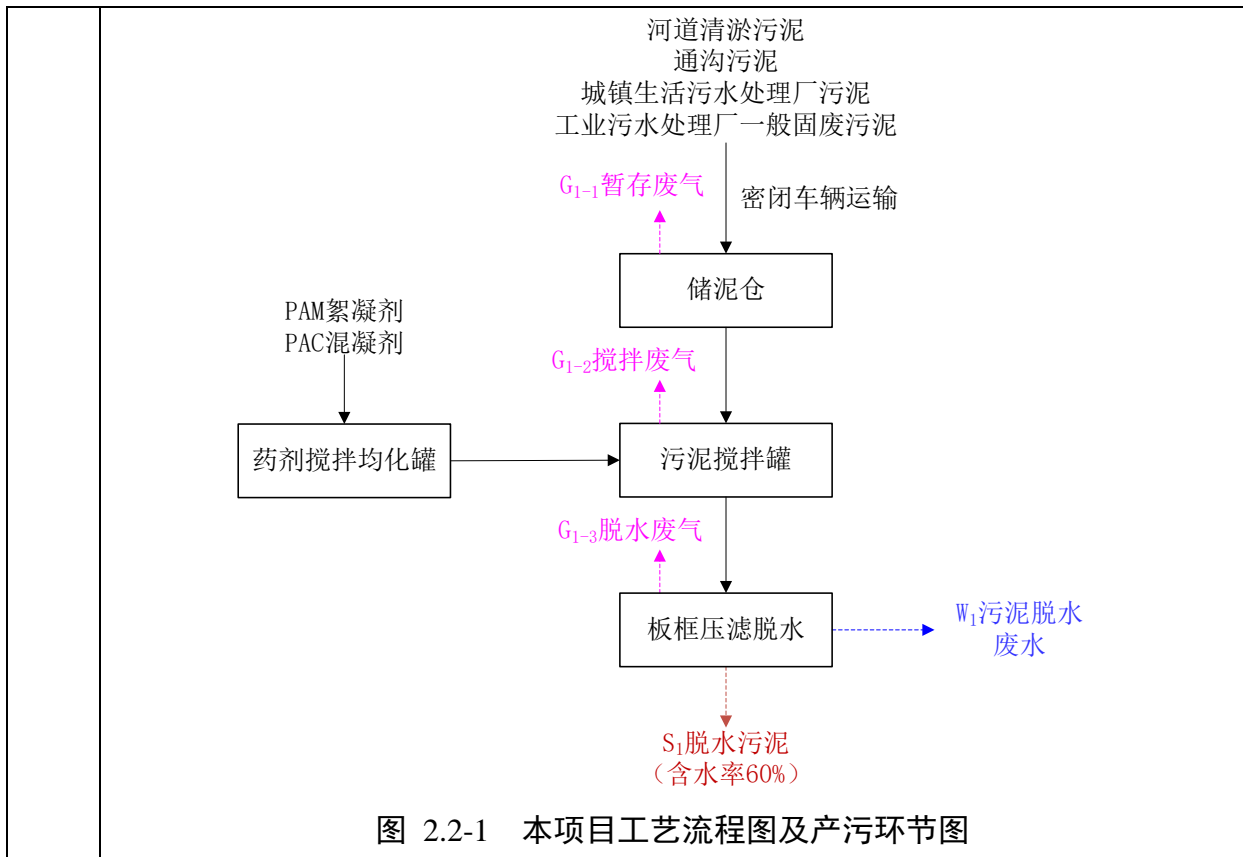 河道清淤污泥
通沟污泥
城镇生活污水处理厂污泥
工业污水处理厂一般固废污泥
G1-1暂存废气
密闭车辆运输
储泥仓
PAM絮凝剂
PAC混凝剂
G1-2搅拌废气
药剂搅拌均化罐
污泥搅拌罐
G1-3脱水废气
板框压滤脱水
W1污泥脱水
废水
S1脱水污泥
（含水率60%）
图 2.2-1 本项目工艺流程图及产污环节图